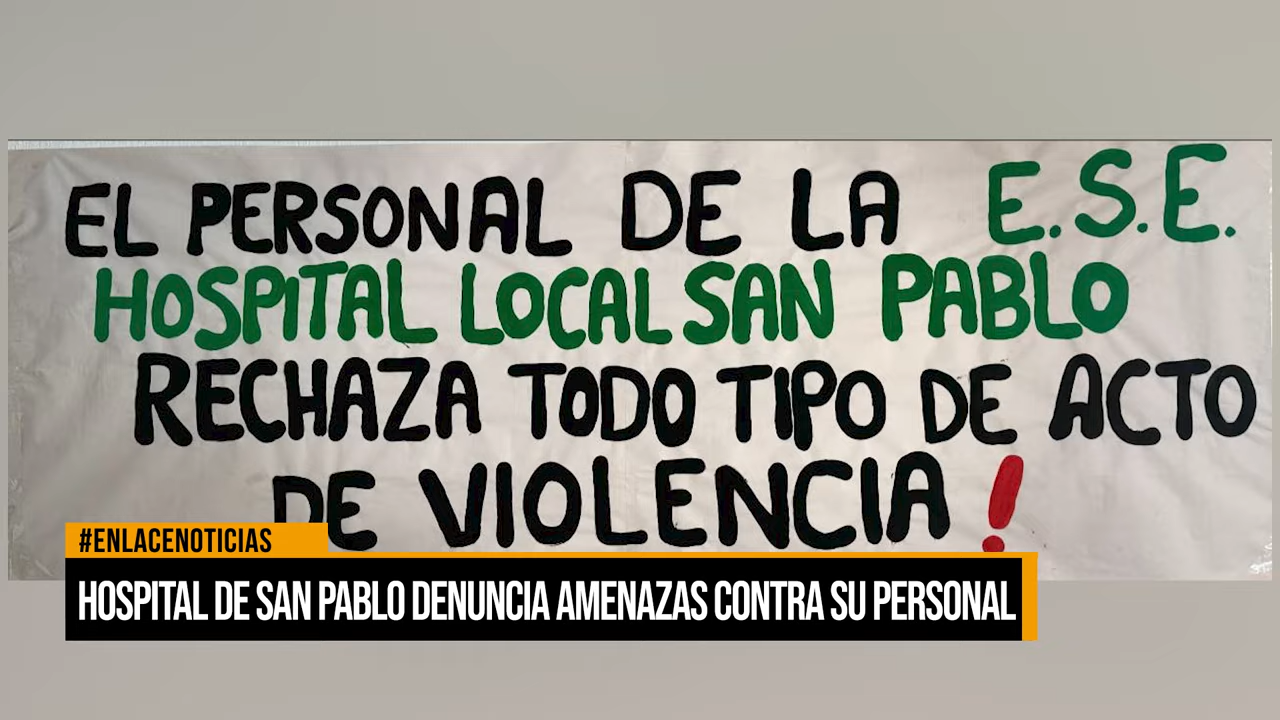 EL PERSONAL DE LA E.S.E.
HOSPITAL LOCAL SAN PABLO
RECHAZA TODO TIPO DE ACTO
DE VIOLENCIA!
#ENLACENOTICIAS
HOSPITAL DE SAN PABLO DENUNCIA AMENAZAS CONTRA SU PERSONAL